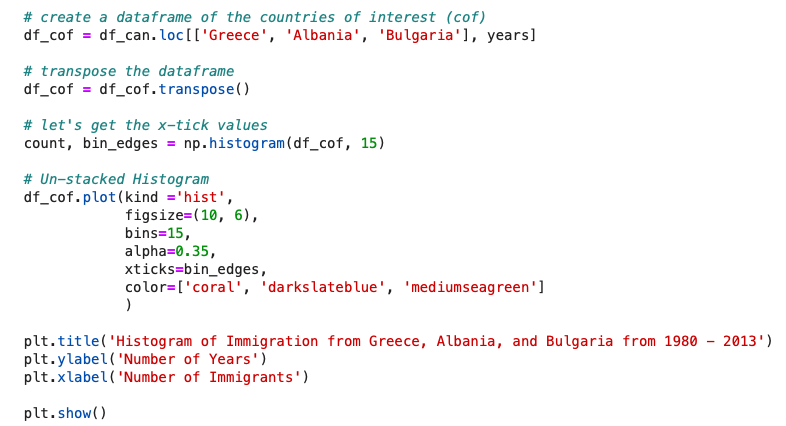 # create a dataframe of the countries of interest (cof)
df_cof = df_can.loc[['Greece', 'Albania', 'Bulgaria'], years]
# transpose the dataframe
df_cof = df_cof.transpose()
# let's get the x-tick values
count, bin_edges = np.histogram(df_cof, 15)
# Un-stacked Histogram
df_cof.plot(kind ='hist',
            figsize=(10, 6),
            bins=15,
            alpha=0.35,
            xticks=bin_edges,
            color=['coral', 'darkslateblue', 'mediumseagreen']
            )
plt.title('Histogram of Immigration from Greece, Albania, and Bulgaria from 1980 - 2013')
plt.ylabel('Number of Years')
plt.xlabel('Number of Immigrants')
plt.show()